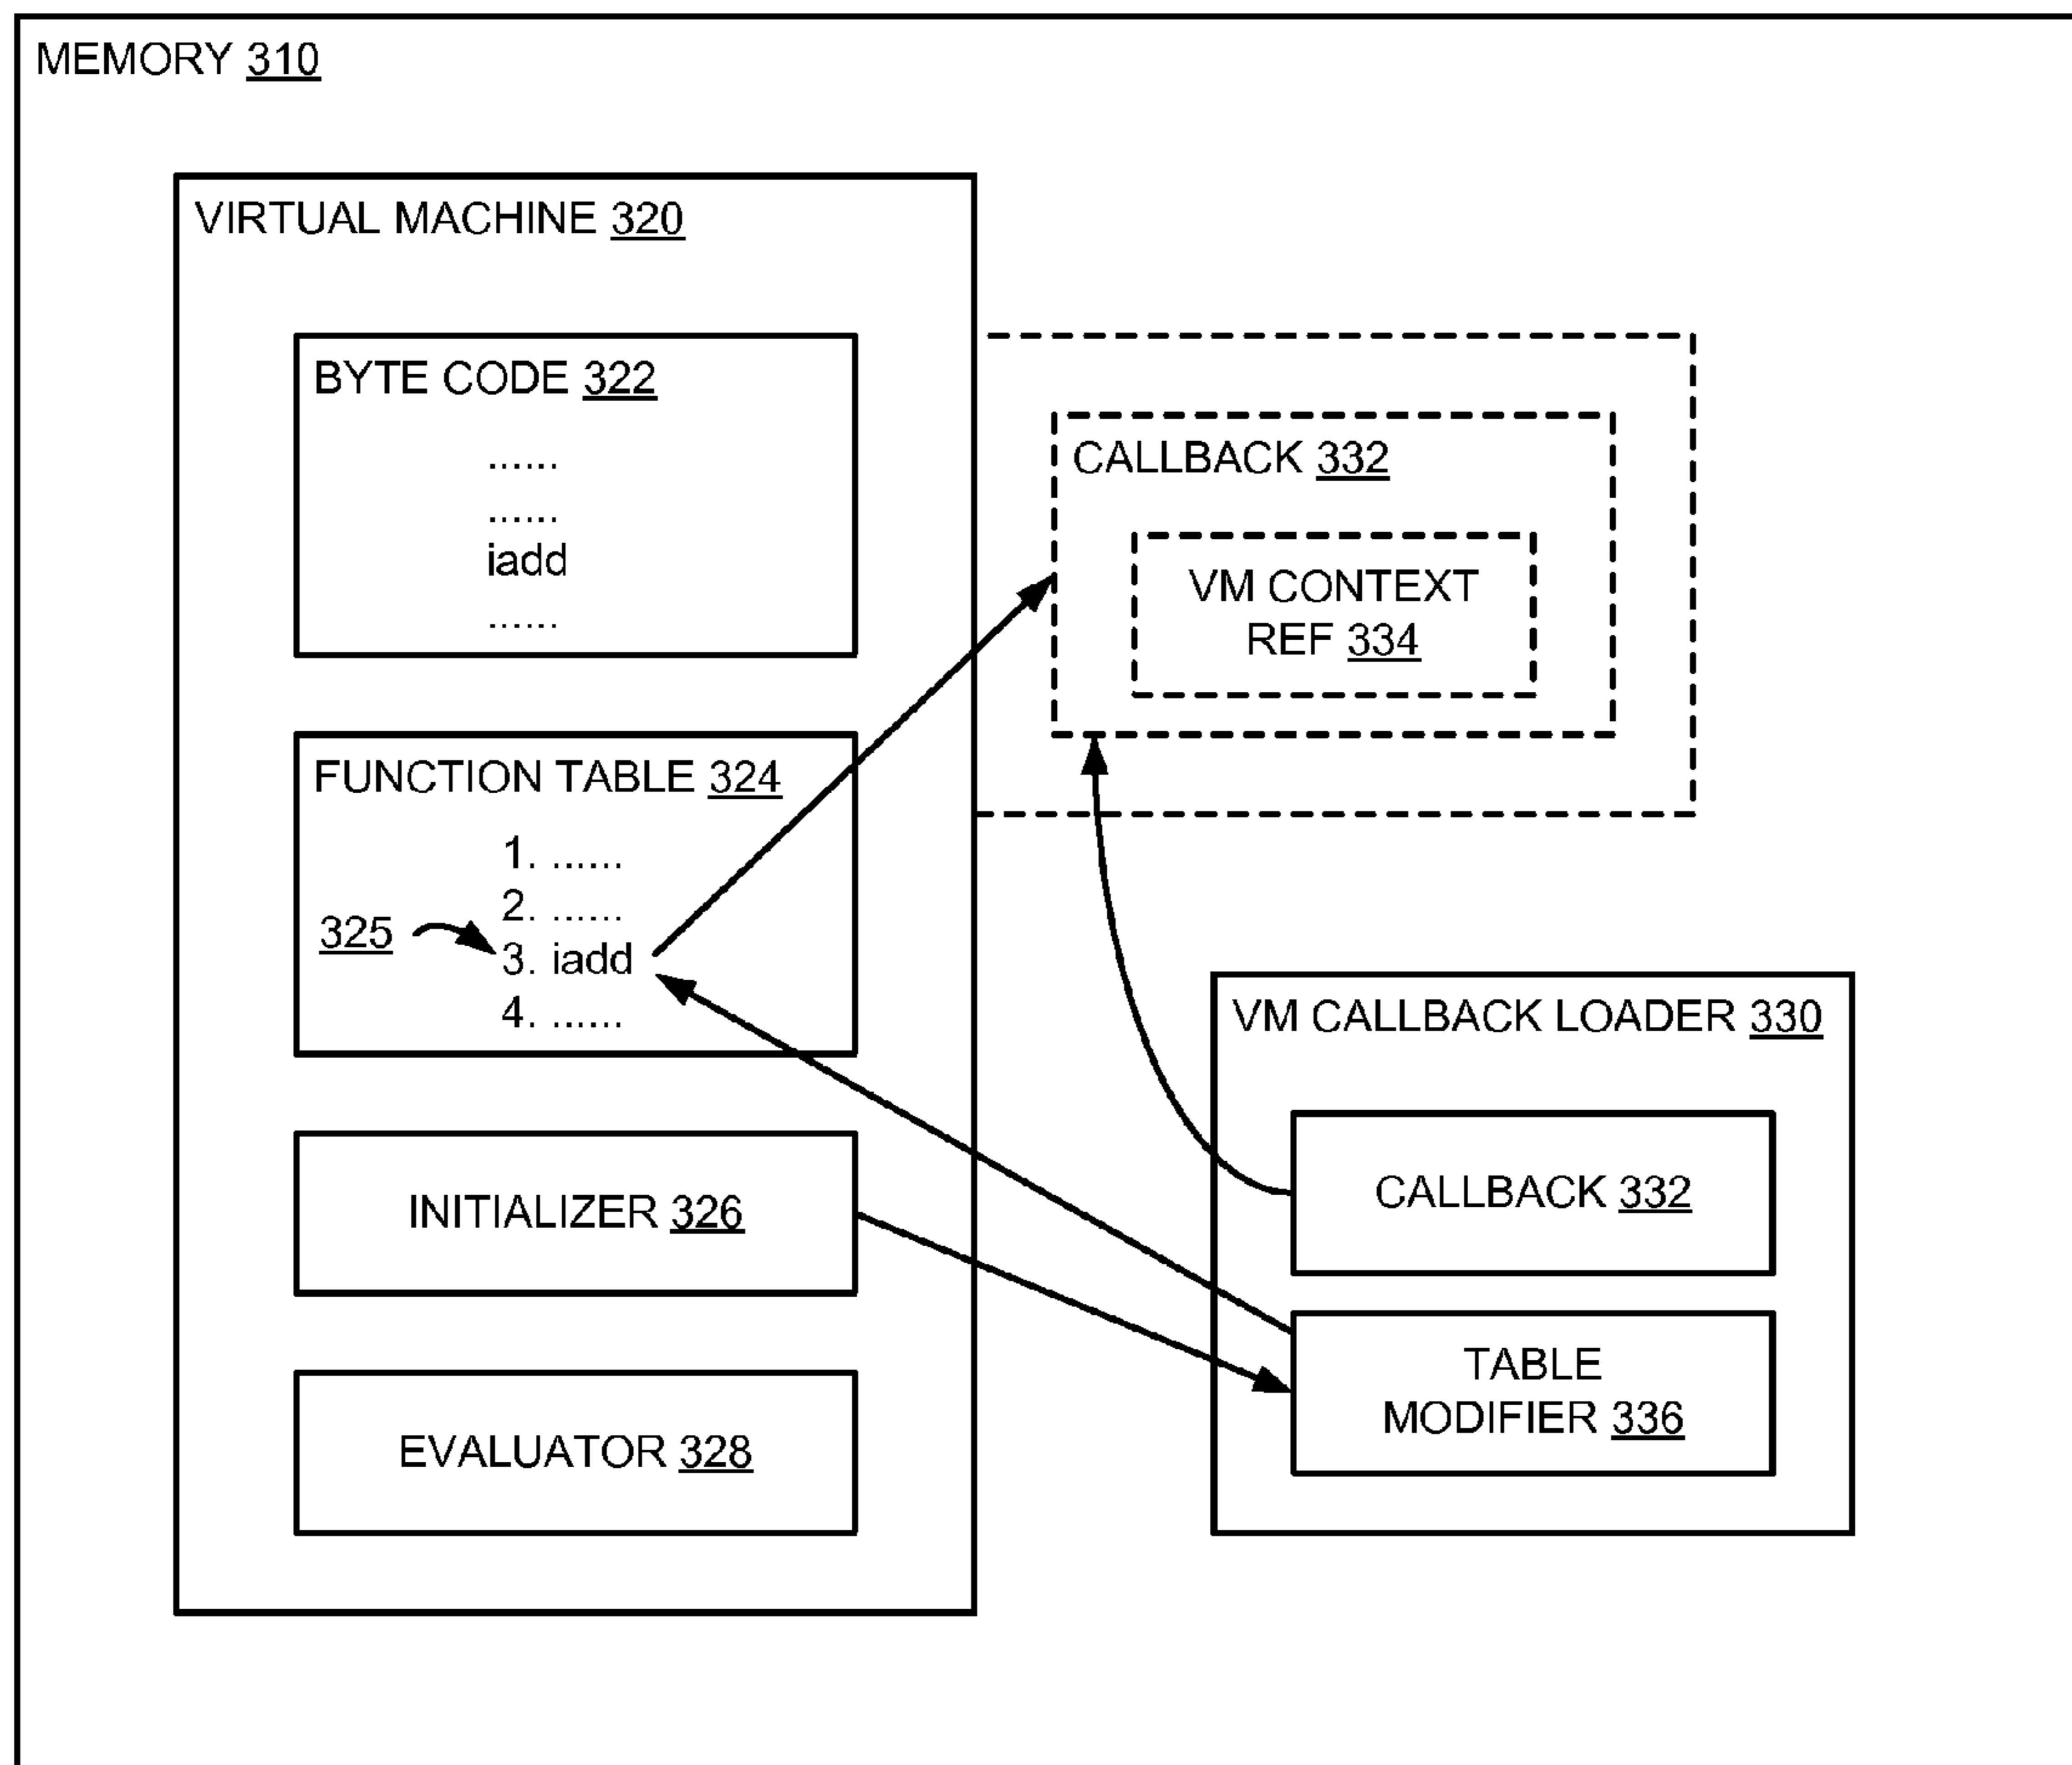 MEMORY 310
VIRTUAL MACHINE 320
BYTE CODE 322
......
......
iadd
......
CALLBACK 332
VM CONTEXT
REF 334
FUNCTION TABLE 324
1. ......
2. ......
325
3. iadd
4. ......
VM CALLBACK LOADER 330
CALLBACK 332
INITIALIZER 326
TABLE
MODIFIER 336
EVALUATOR 328